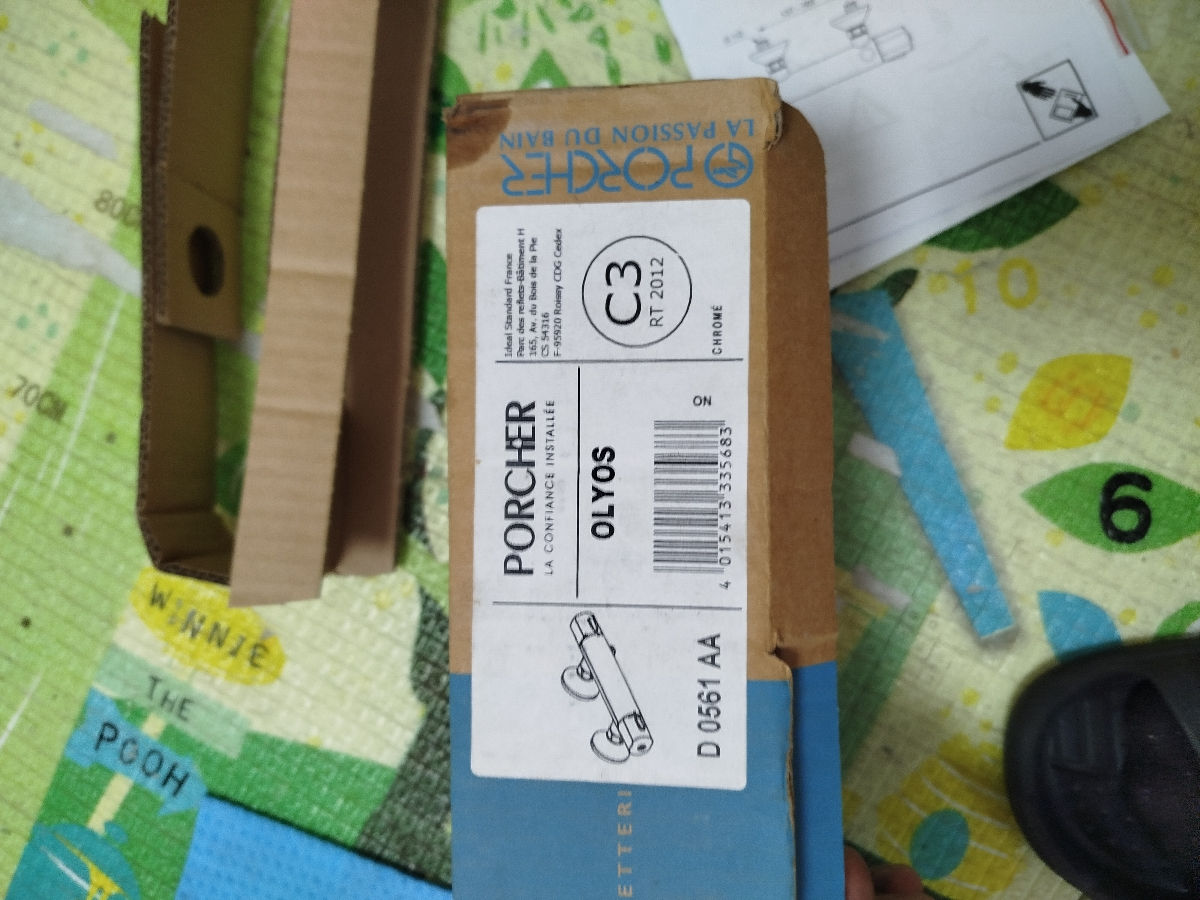 PORCHER
LA PASSION DU BAIN
Ideal Standard France
Parc des reflets-Bâtiment H
165, Av. du Bois de la Pie
CS 54316
F-95920 Roissy CDG Cedex
C3
RT 2012
CHROMÉ
PORCHER
LA CONFIANCE INSTALLÉE
OLYOS
ON
4 015413 335683
D 0561 AA
ETTERI
80C
70CM
WINNIE
THE
POOH
10
6